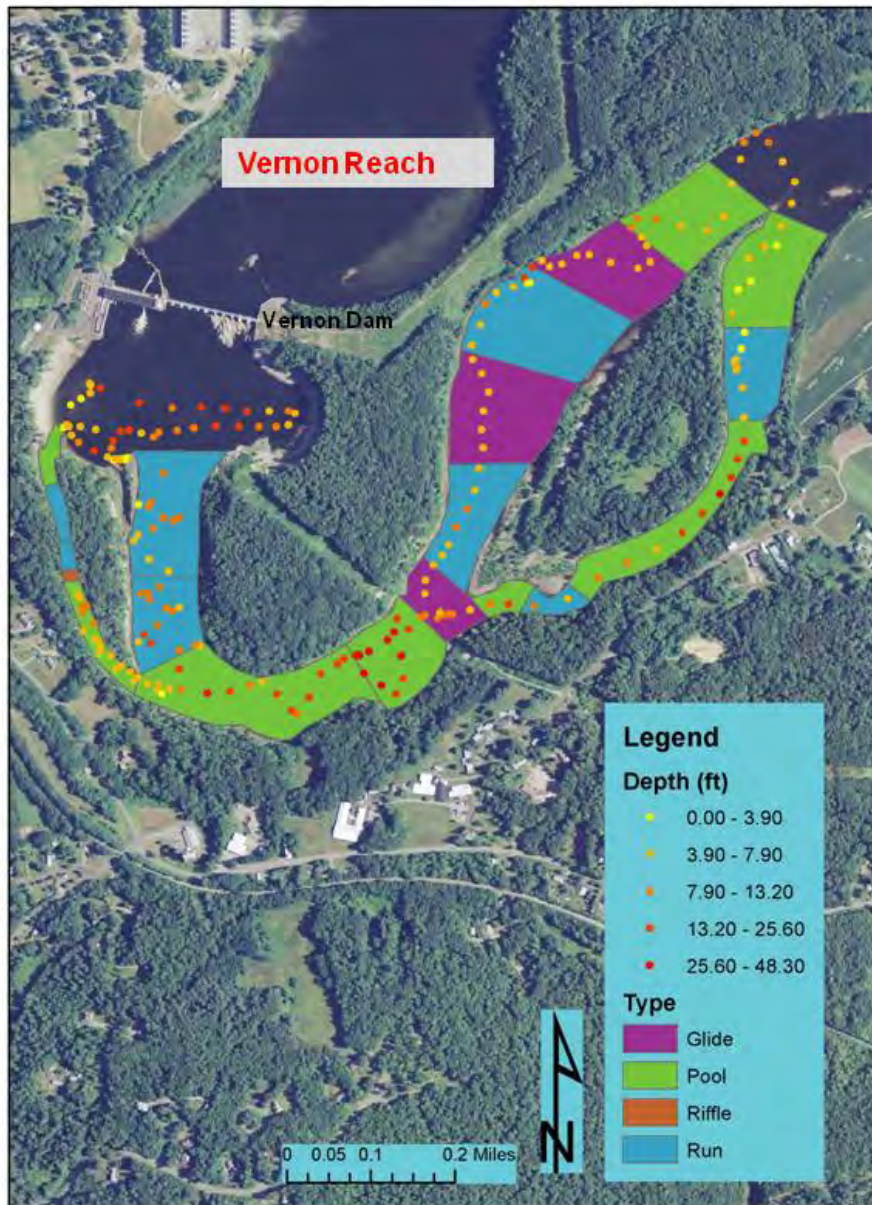 Vernon Reach
Vernon Dam
Legend
Depth (ft)
0.00 - 3.90
3.90 - 7.90
7.90 - 13.20
13.20 - 25.60
25.60 - 48.30
Type
Glide
Pool
Riffle
Run
N
0 0.05 0.1 0.2 Miles